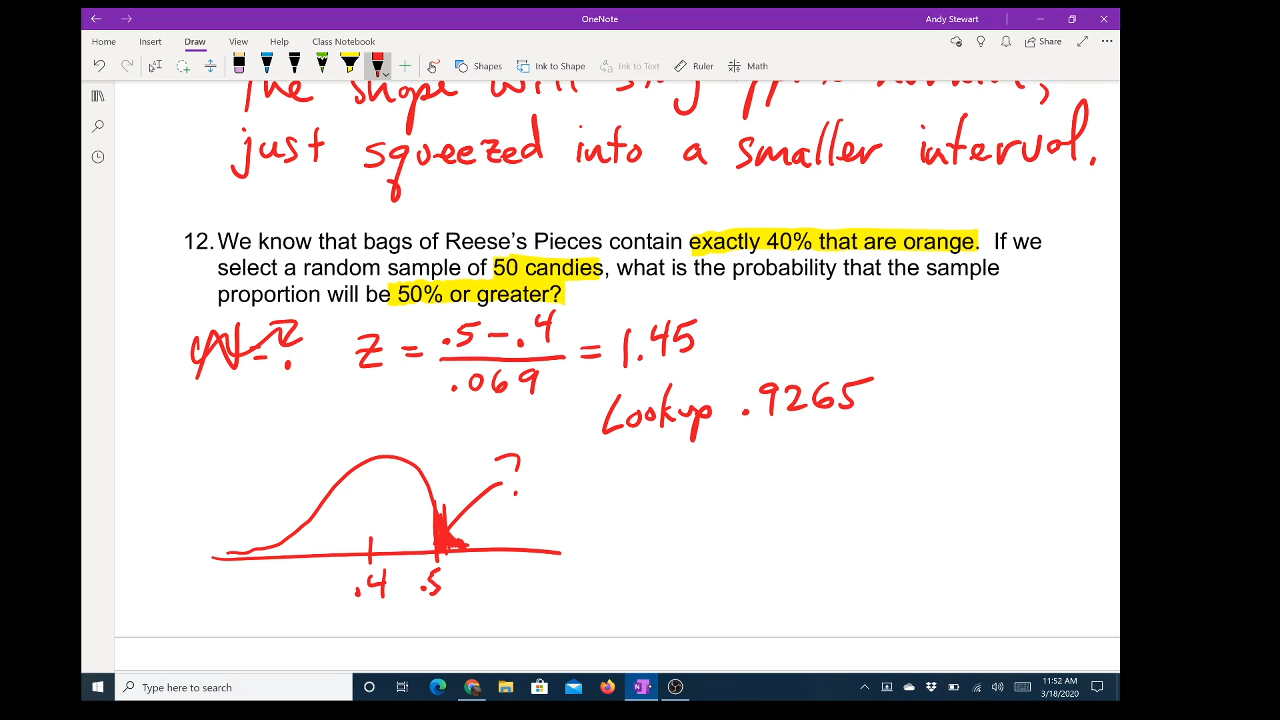 OneNote
Andy Stewart
Home Insert Draw View Help Class Notebook
Share
Shapes Ink to Shape Ink to Text Ruler Math
The shape will stay
just squeezed into a smaller interval.
12. We know that bags of Reese's Pieces contain exactly 40% that are orange. If we
select a random sample of 50 candies, what is the probability that the sample
proportion will be 50% or greater?
Z = .5 - .4 / .069 = 1.45
Lookup .9265
?
.4 .5
Type here to search
11:52 AM
3/18/2020